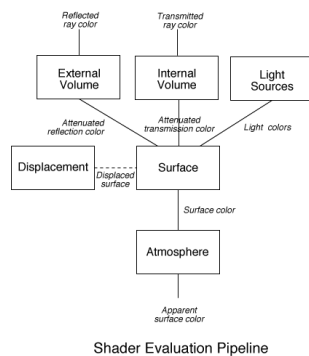 Reflected
ray color
Transmitted
ray color
External
Volume
Internal
Volume
Light
Sources
Attenuated
reflection color
Attenuated
transmission color
Light colors
Displacement
Displaced
surface
Surface
Surface color
Atmosphere
Apparent
surface color
Shader Evaluation Pipeline